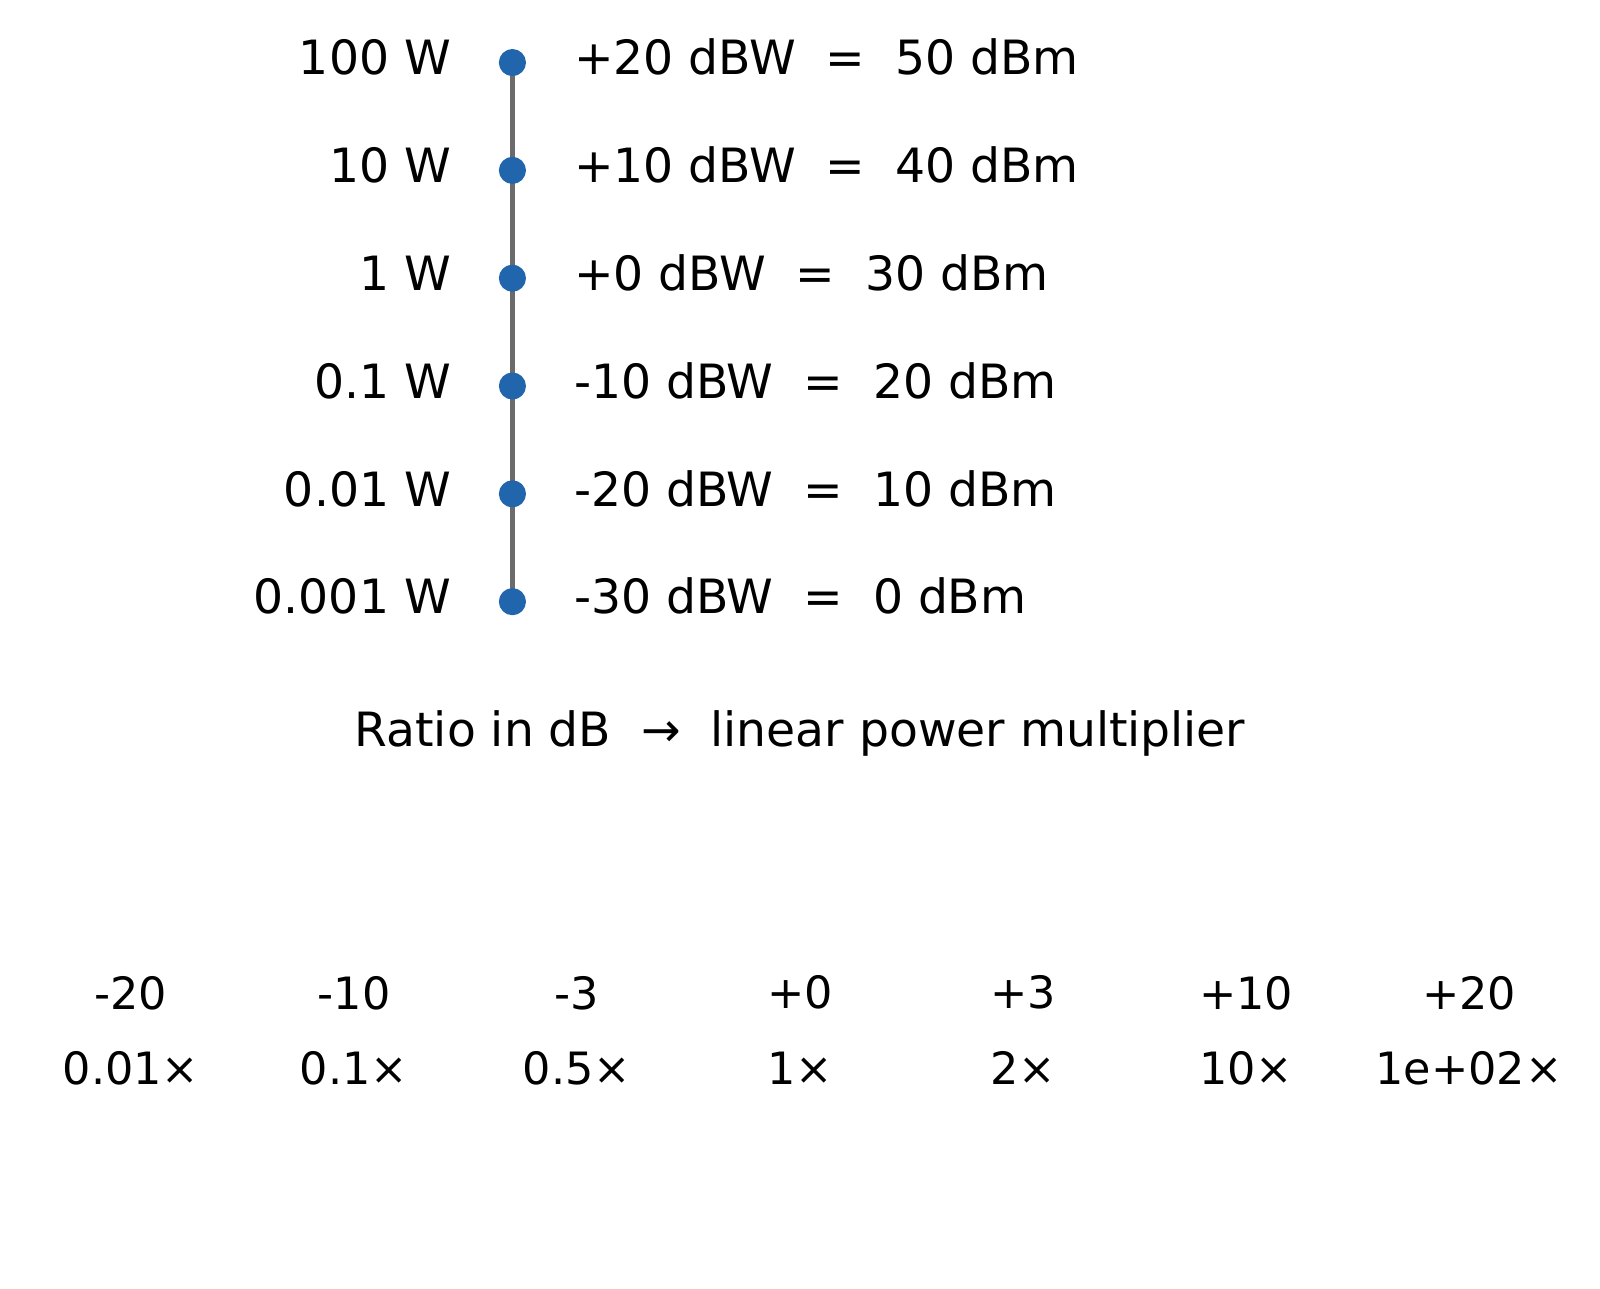 100 W +20 dBW = 50 dBm
10 W +10 dBW = 40 dBm
1 W +0 dBW = 30 dBm
0.1 W -10 dBW = 20 dBm
0.01 W -20 dBW = 10 dBm
0.001 W -30 dBW = 0 dBm
Ratio in dB → linear power multiplier
-20 -10 -3 +0 +3 +10 +20
0.01× 0.1× 0.5× 1× 2× 10× 1e+02×